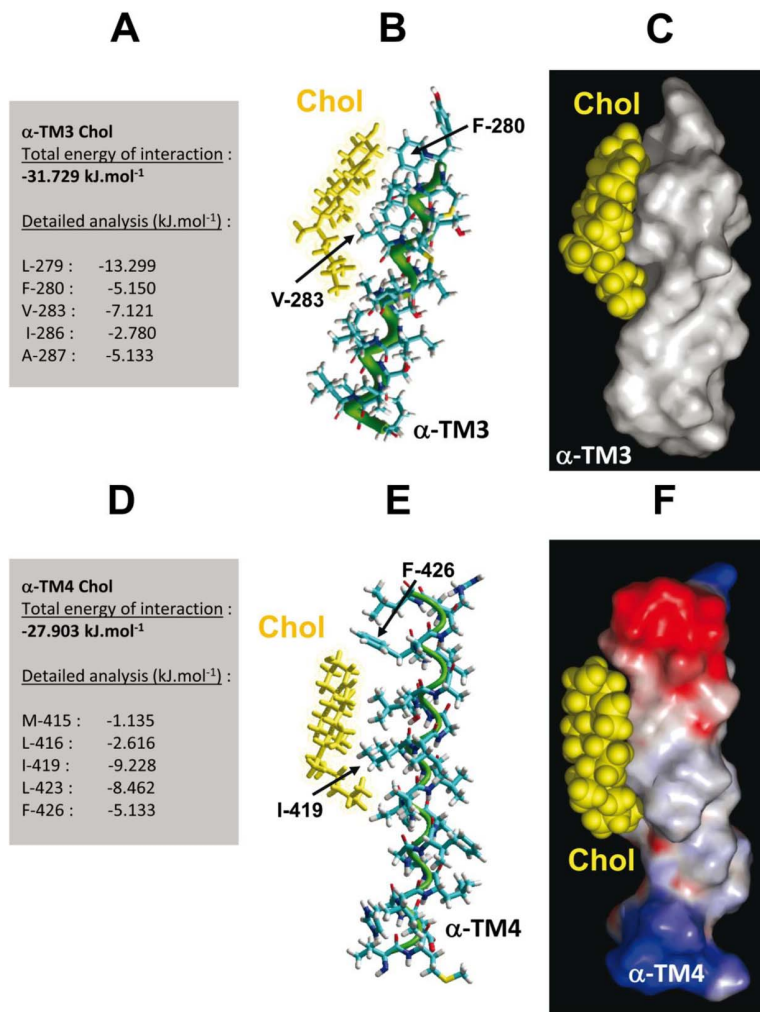 A
B
C
α-TM3 Chol
Total energy of interaction :
-31.729 kJ.mol⁻¹
Detailed analysis (kJ.mol⁻¹) :
L-279 : -13.299
F-280 : -5.150
V-283 : -7.121
I-286 : -2.780
A-287 : -5.133
Chol
F-280
V-283
α-TM3
Chol
α-TM3
D
E
F
α-TM4 Chol
Total energy of interaction :
-27.903 kJ.mol⁻¹
Detailed analysis (kJ.mol⁻¹) :
M-415 : -1.135
L-416 : -2.616
I-419 : -9.228
L-423 : -8.462
F-426 : -5.133
F-426
Chol
I-419
α-TM4
Chol
α-TM4